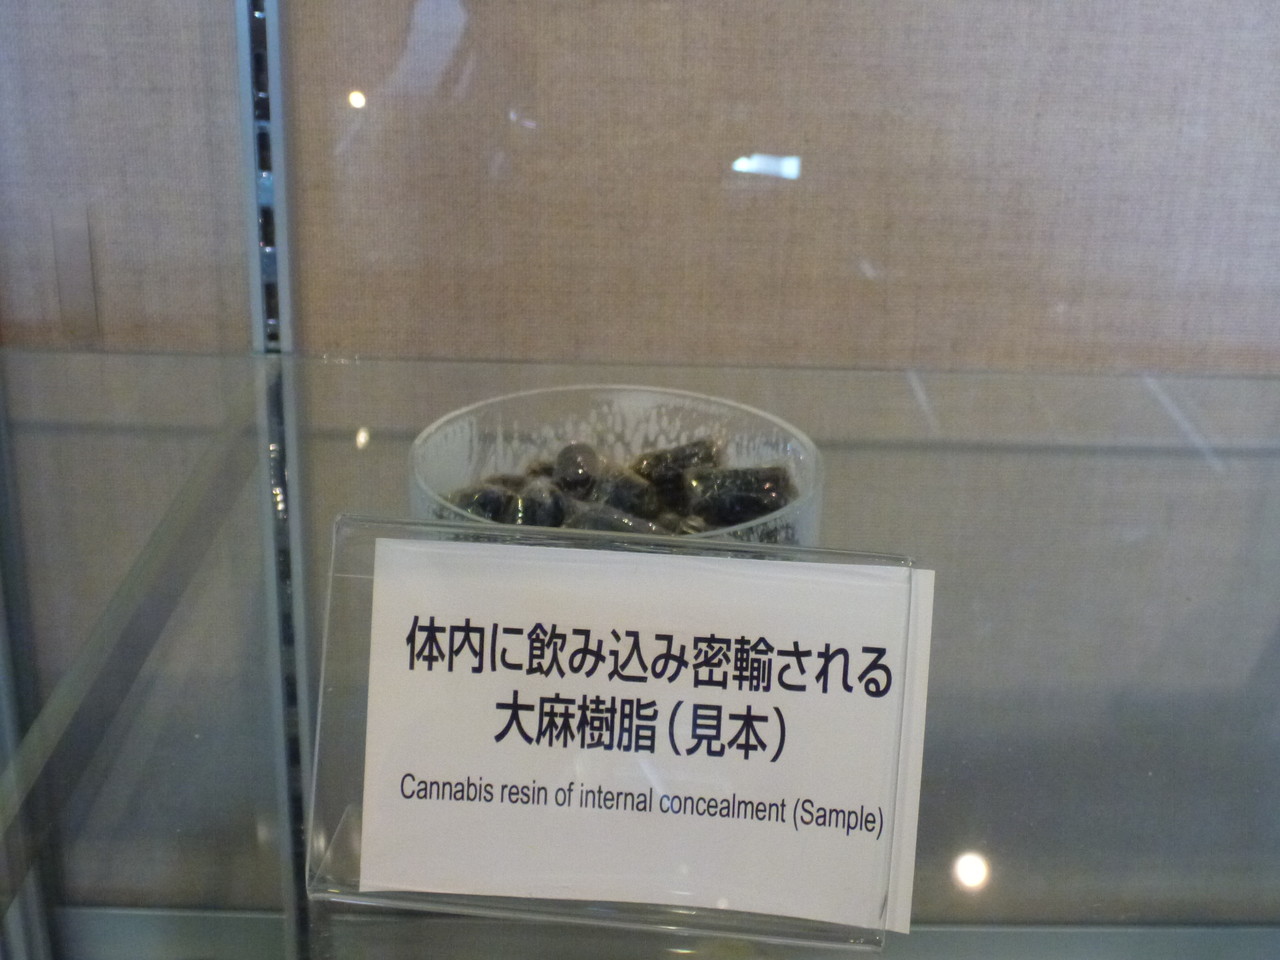 体内に飲み込み密輸される
大麻樹脂(見本)
Cannabis resin of internal concealment (Sample)